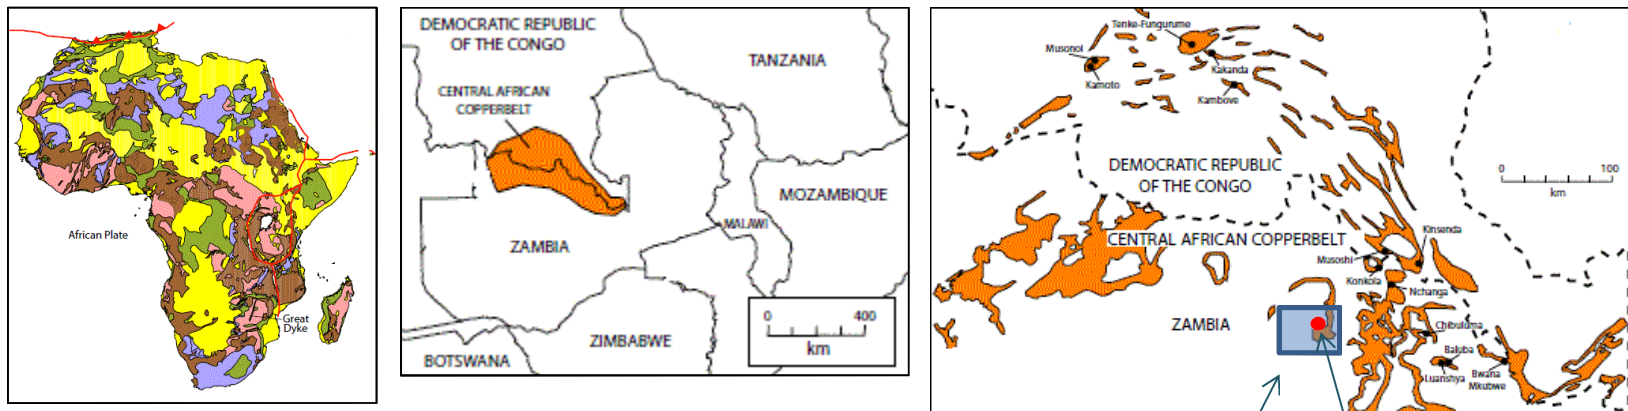 African Plate
Great
Dyke
DEMOCRATIC REPUBLIC
OF THE CONGO
TANZANIA
CENTRAL AFRICAN
COPPERBELT
MOZAMBIQUE
MALAWI
ZAMBIA
ZIMBABWE
BOTSWANA
0
400
km
Tenke-Fungurume
Musonoi
Kakanda
Kamoto
Kambove
DEMOCRATIC REPUBLIC
OF THE CONGO
0
100
km
CENTRAL AFRICAN COPPERBELT
Kinsenda
Musoshi
Konkola
Nchanga
ZAMBIA
Chibuluma
Baluba
Luanshya
Bwana
Mkubwe